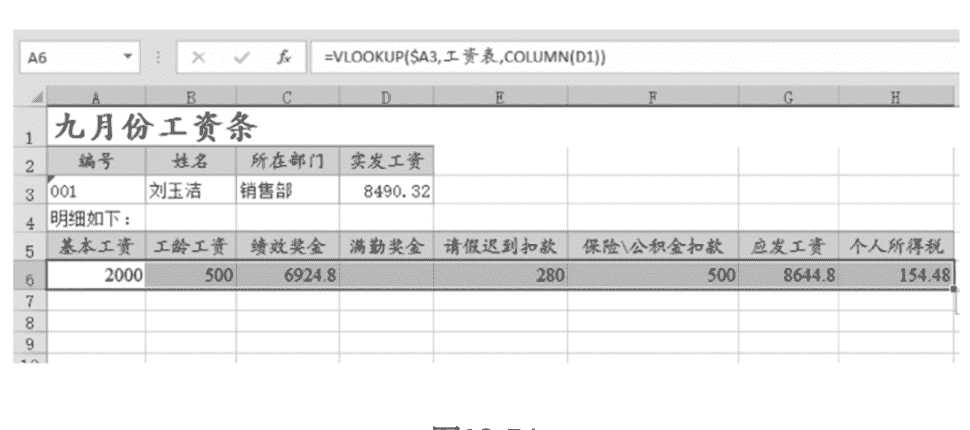 A6 =VLOOKUP($A3,工资表,COLUMN(D1))
A B C D E F G H
1 九月份工资条
2 编号 姓名 所在部门 实发工资
3 001 刘玉洁 销售部 8490.32
4 明细如下：
5 基本工资 工龄工资 绩效奖金 满勤奖金 请假迟到扣款 保险\公积金扣款 应发工资 个人所得税
6 2000 500 6924.8 280 500 8644.8 154.48
7
8
9